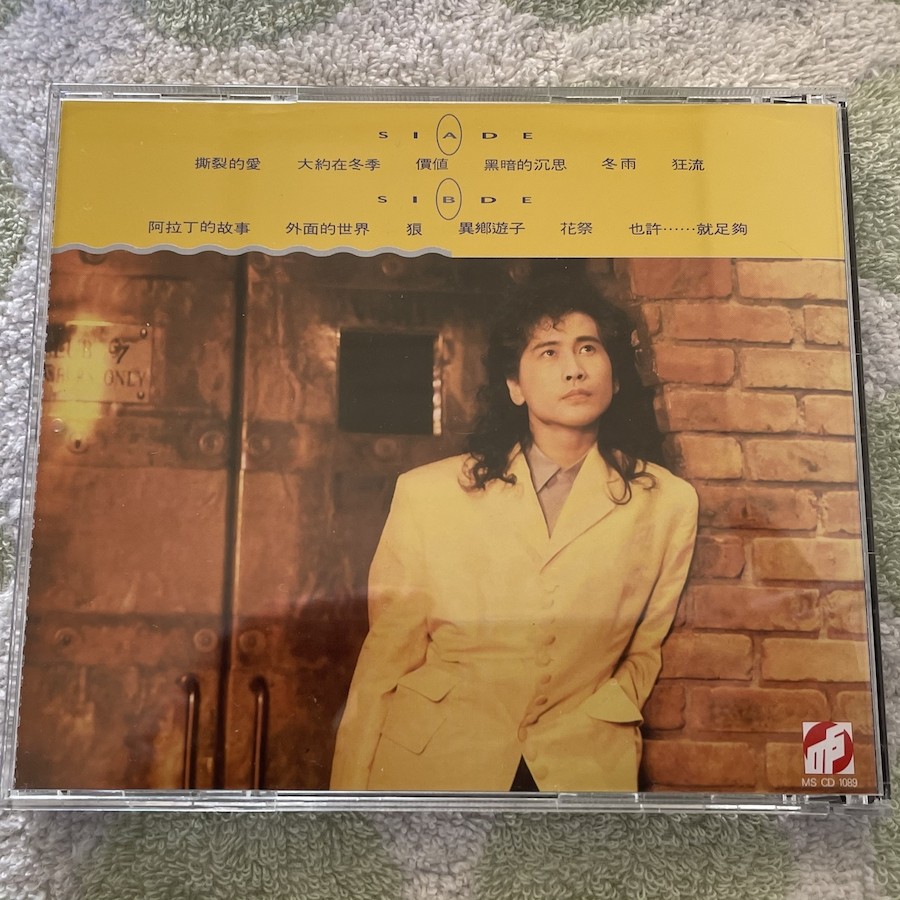 SIADE
撕裂的愛 大約在冬季 價值 黑暗的沉思 冬雨 狂流
SIBDE
阿拉丁的故事 外面的世界 狼 異鄉遊子 花祭 也許……就足夠
ONLY
MS CD 1089